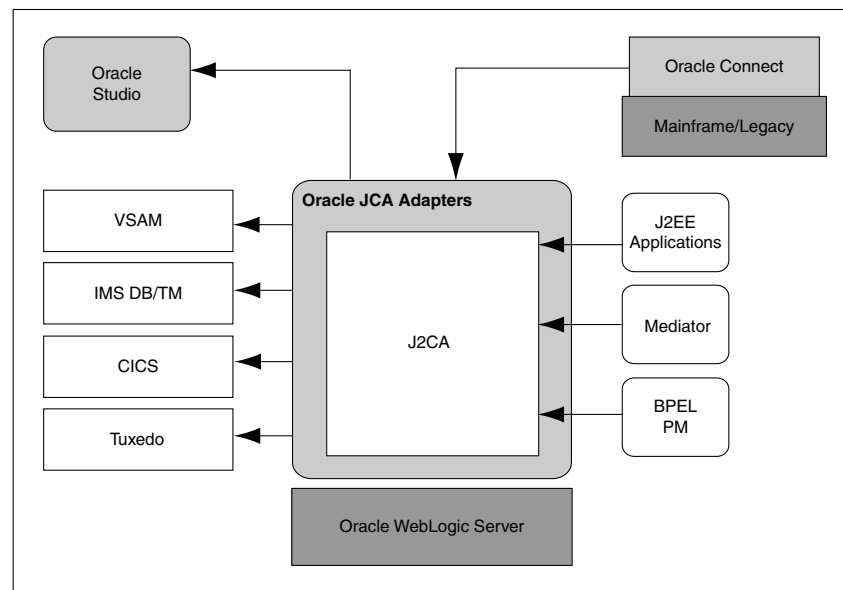 Oracle
Studio
Oracle Connect
Mainframe/Legacy
Oracle JCA Adapters
VSAM
IMS DB/TM
CICS
Tuxedo
J2CA
J2EE
Applications
Mediator
BPEL
PM
Oracle WebLogic Server